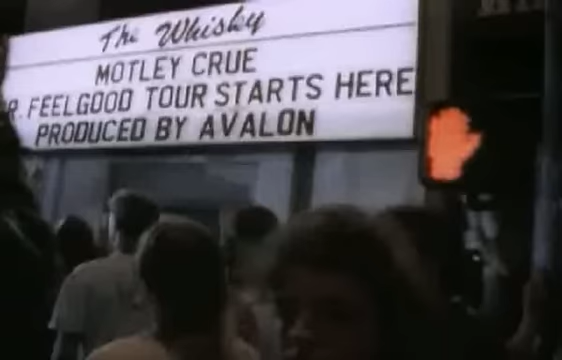 The Whisky
MOTLEY CRUE
R. FEELGOOD TOUR STARTS HERE
PRODUCED BY AVALON